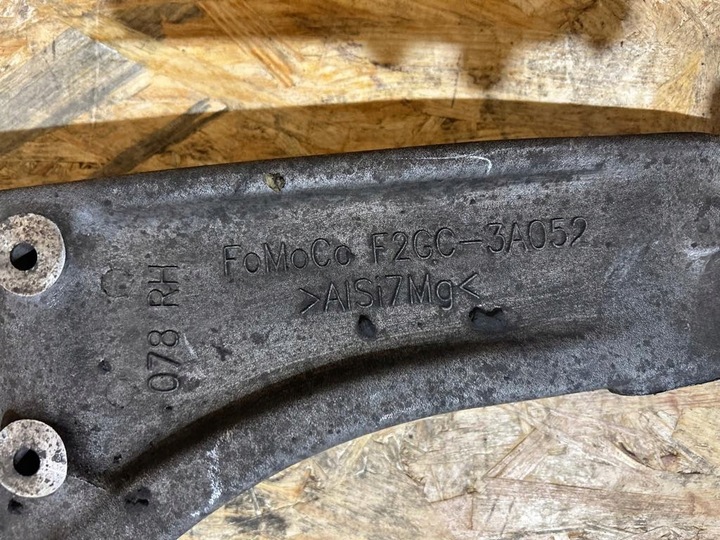 FoMoCo F2GC-3A052
>AlSi7Mg<
078 RH